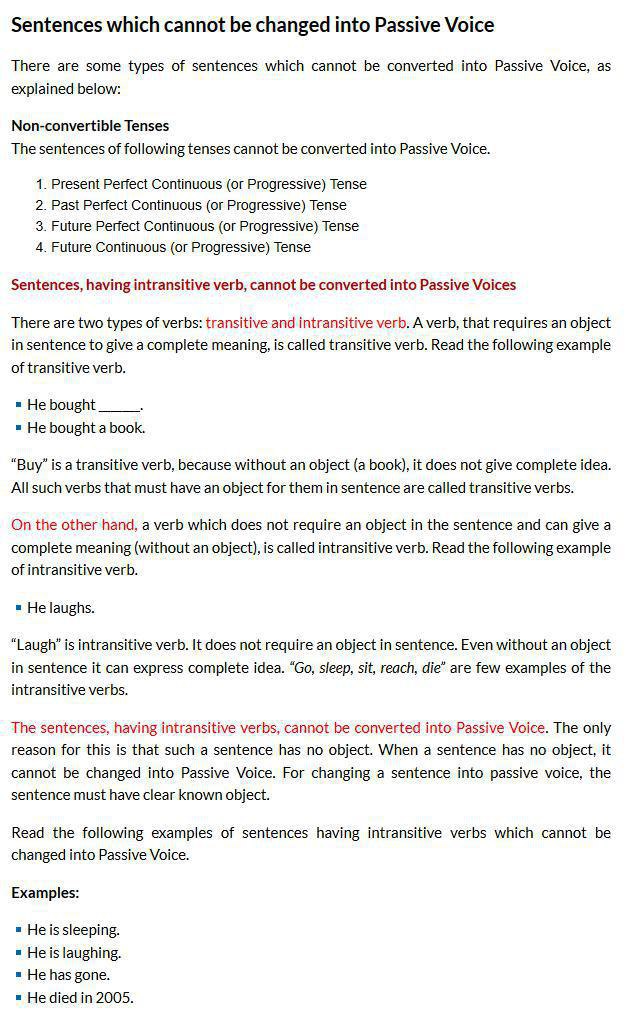 Sentences which cannot be changed into Passive Voice
There are some types of sentences which cannot be converted into Passive Voice, as
explained below:
Non-convertible Tenses
The sentences of following tenses cannot be converted into Passive Voice.
1. Present Perfect Continuous (or Progressive) Tense
2. Past Perfect Continuous (or Progressive) Tense
3. Future Perfect Continuous (or Progressive) Tense
4. Future Continuous (or Progressive) Tense
Sentences, having intransitive verb, cannot be converted into Passive Voices
There are two types of verbs: transitive and intransitive verb. A verb, that requires an object
in sentence to give a complete meaning, is called transitive verb. Read the following example
of transitive verb.
▪ He bought ______.
▪ He bought a book.
“Buy” is a transitive verb, because without an object (a book), it does not give complete idea.
All such verbs that must have an object for them in sentence are called transitive verbs.
On the other hand, a verb which does not require an object in the sentence and can give a
complete meaning (without an object), is called intransitive verb. Read the following example
of intransitive verb.
▪ He laughs.
“Laugh” is intransitive verb. It does not require an object in sentence. Even without an object
in sentence it can express complete idea. “Go, sleep, sit, reach, die” are few examples of the
intransitive verbs.
The sentences, having intransitive verbs, cannot be converted into Passive Voice. The only
reason for this is that such a sentence has no object. When a sentence has no object, it
cannot be changed into Passive Voice. For changing a sentence into passive voice, the
sentence must have clear known object.
Read the following examples of sentences having intransitive verbs which cannot be
changed into Passive Voice.
Examples:
▪ He is sleeping.
▪ He is laughing.
▪ He has gone.
▪ He died in 2005.